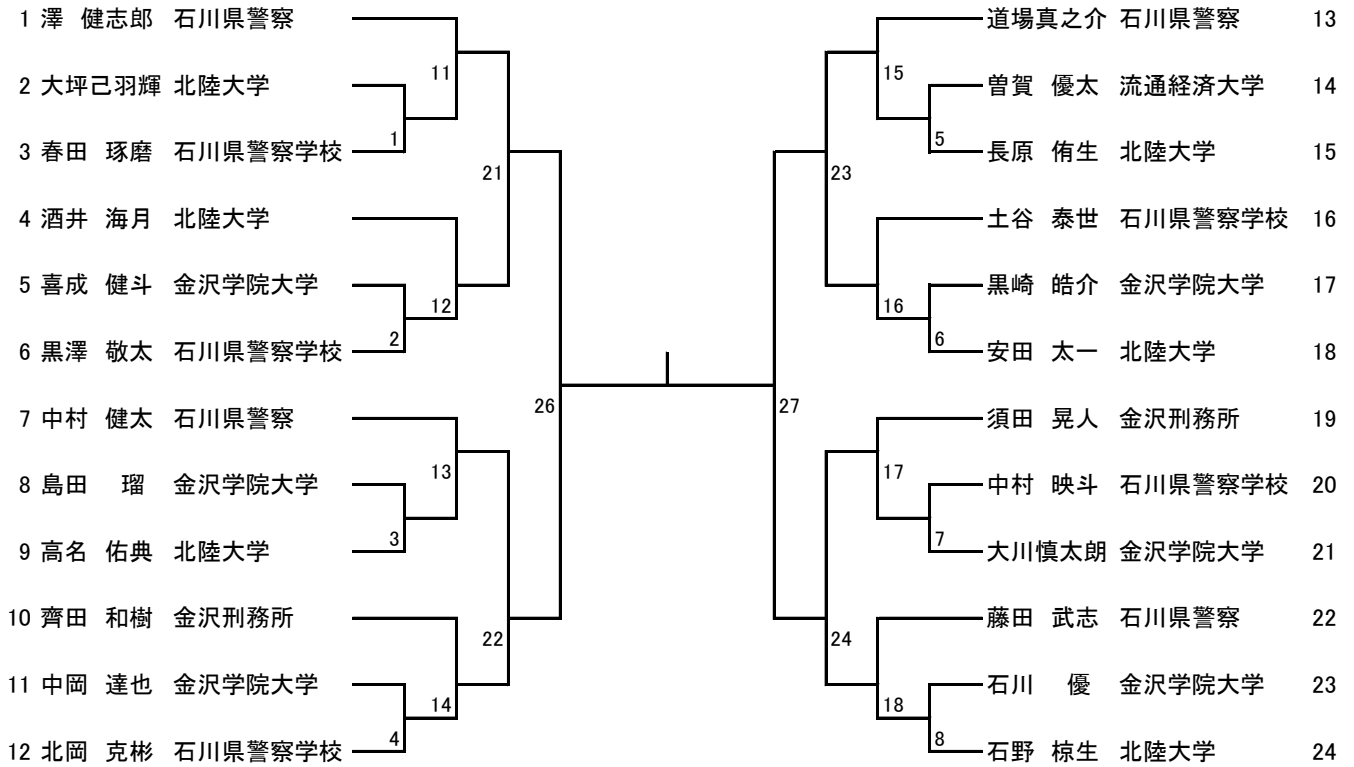 1 澤 健志郎 石川県警察
2 大坪己羽輝 北陸大学
3 春田 琢磨 石川県警察学校
4 酒井 海月 北陸大学
5 喜成 健斗 金沢学院大学
6 黒澤 敬太 石川県警察学校
7 中村 健太 石川県警察
8 島田 瑠 金沢学院大学
9 高名 佑典 北陸大学
10 齊田 和樹 金沢刑務所
11 中岡 達也 金沢学院大学
12 北岡 克彬 石川県警察学校
1
2
3
4
11
12
13
14
21
22
26
27
23
24
15
16
17
18
5
6
7
8
道場真之介 石川県警察 13
曽賀 優太 流通経済大学 14
長原 侑生 北陸大学 15
土谷 泰世 石川県警察学校 16
黒崎 皓介 金沢学院大学 17
安田 太一 北陸大学 18
須田 晃人 金沢刑務所 19
中村 映斗 石川県警察学校 20
大川慎太朗 金沢学院大学 21
藤田 武志 石川県警察 22
石川 優 金沢学院大学 23
石野 椋生 北陸大学 24